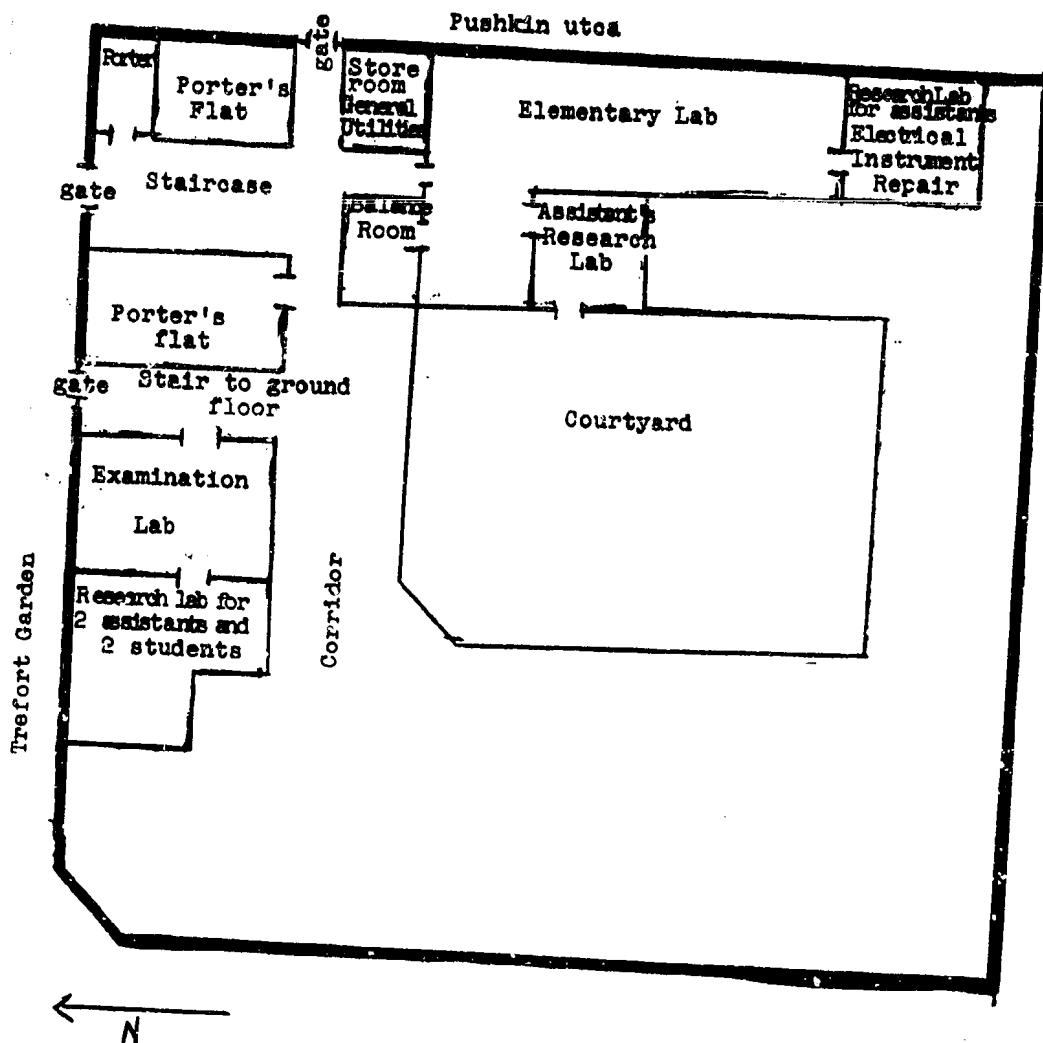 Pushkin utca
gate
Porter
Porter's
Flat
Store
room
General
Utilities
Elementary Lab
Research Lab
for assistants
Electrical
Instrument
Repair
gate
Staircase
Balance
Room
Assistant's
Research
Lab
Porter's
flat
gate
Stair to ground
floor
Courtyard
Examination
Lab
Research lab for
2 assistants and
2 students
Corridor
Trefort Garden
N